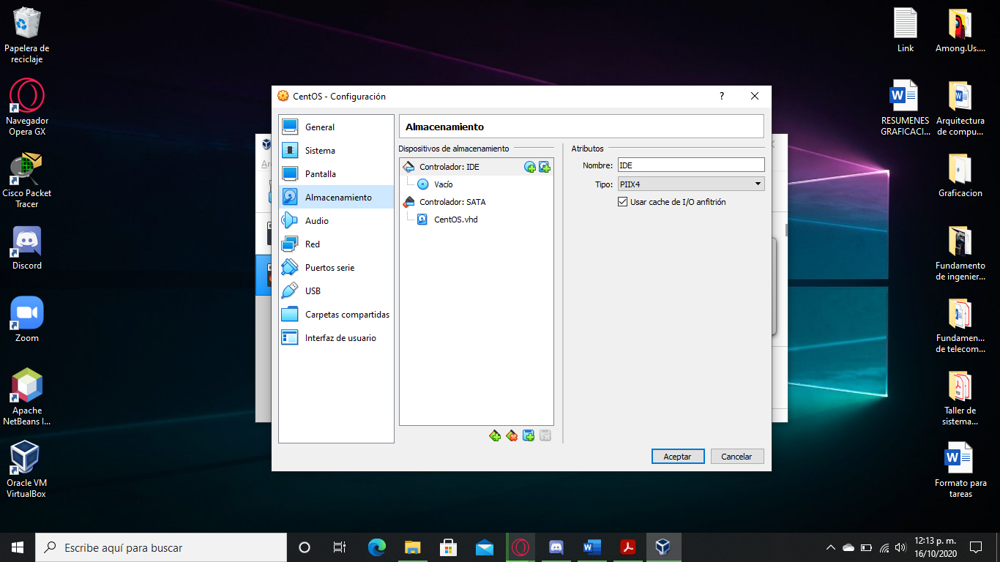 Papelera de
reciclaje
Navegador
Opera GX
Cisco Packet
Tracer
Discord
Zoom
Apache
NetBeans I...
Oracle VM
VirtualBox
Link
Among.Us....
RESUMENES
GRAFICACI...
Arquitectura
de compu...
Graficacion
Fundamento
de ingenier...
Fundamen...
de telecom...
Taller de
sistema...
Formato para
tareas
CentOS - Configuración
?
General
Sistema
Pantalla
Almacenamiento
Audio
Red
Puertos serie
USB
Carpetas compartidas
Interfaz de usuario
Almacenamiento
Dispositivos de almacenamiento
Controlador: IDE
Vacío
Controlador: SATA
CentOS.vhd
Atributos
Nombre: IDE
Tipo: PIIX4
Usar cache de I/O anfitrión
Aceptar
Cancelar
Escribe aquí para buscar
12:13 p. m.
16/10/2020